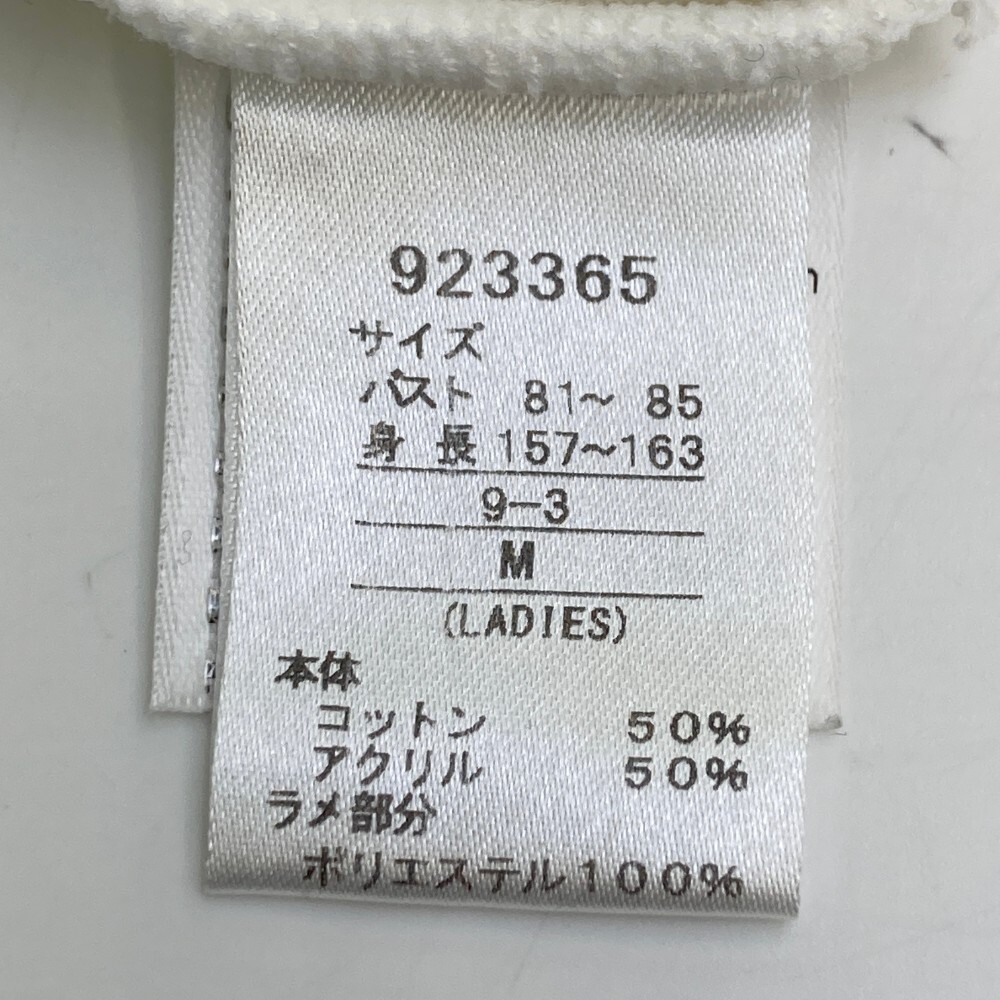 923365
サイズ
バスト 81～ 85
身 長 157～163
9-3
M
(LADIES)
本体
コットン 50%
アクリル 50%
ラメ部分
ポリエステル100%